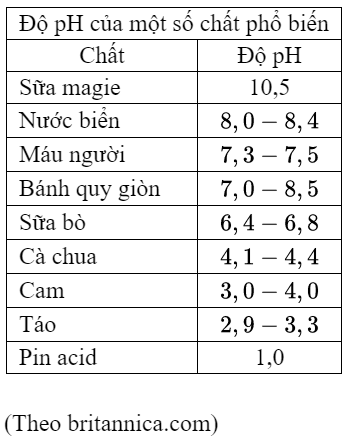 Độ pH của một số chất phổ biến
Chất Độ pH
Sữa magie 10,5
Nước biển 8,0 – 8,4
Máu người 7,3 – 7,5
Bánh quy giòn 7,0 – 8,5
Sữa bò 6,4 – 6,8
Cà chua 4,1 – 4,4
Cam 3,0 – 4,0
Táo 2,9 – 3,3
Pin acid 1,0
(Theo britannica.com)